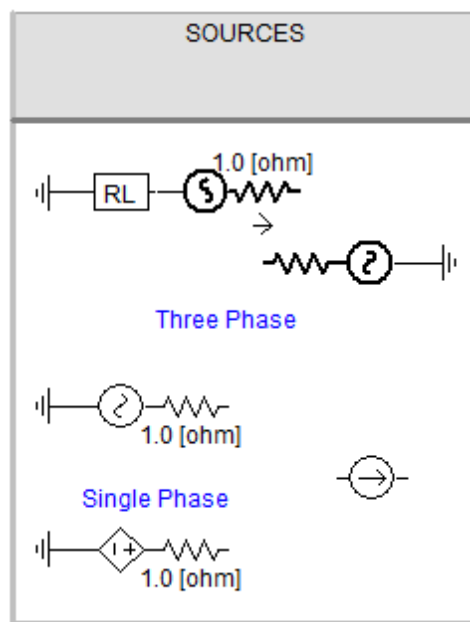 SOURCES
1.0 [ohm]
RL
Three Phase
1.0 [ohm]
Single Phase
1.0 [ohm]